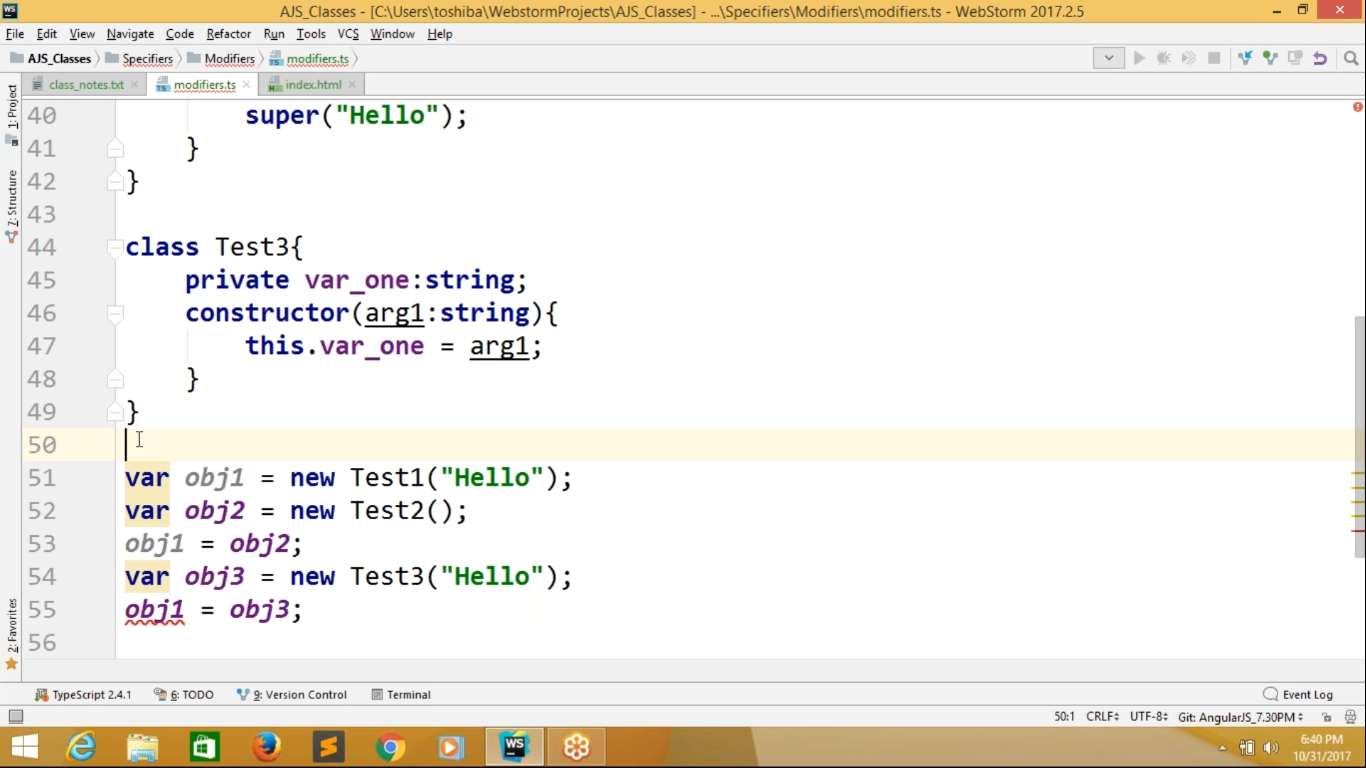 AJS_Classes - [C:\Users\toshiba\WebstormProjects\AJS_Classes] - ...\Specifiers\Modifiers\modifiers.ts - WebStorm 2017.2.5
File Edit View Navigate Code Refactor Run Tools VCS Window Help
AJS_Classes Specifiers Modifiers modifiers.ts
class_notes.txt modifiers.ts index.html
1: Project
7: Structure
2: Favorites
40 super("Hello");
41 }
42 }
43
44 class Test3{
45 private var_one:string;
46 constructor(arg1:string){
47 this.var_one = arg1;
48 }
49 }
50
51 var obj1 = new Test1("Hello");
52 var obj2 = new Test2();
53 obj1 = obj2;
54 var obj3 = new Test3("Hello");
55 obj1 = obj3;
56
TypeScript 2.4.1 6: TODO 9: Version Control Terminal Event Log
50:1 CRLF UTF-8 Git: AngularJS_7.30PM
6:40 PM
10/31/2017